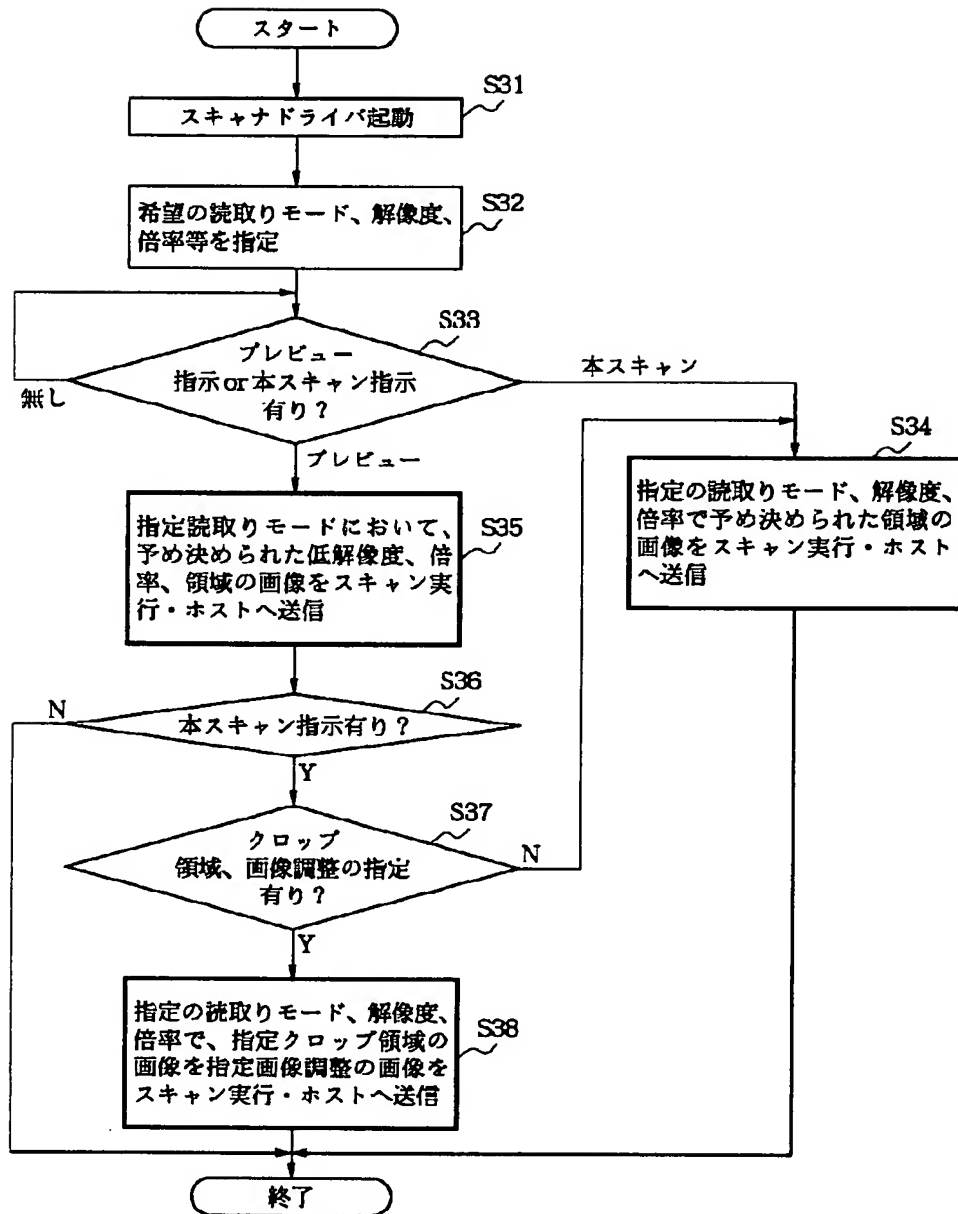 スタート
S31
スキャナドライバ起動
S32
希望の読取りモード、解像度、
倍率等を指定
S33
プレビュー
指示or本スキャン指示
有り？
無し
本スキャン
プレビュー
S34
指定の読取りモード、解像度、
倍率で予め決められた領域の
画像をスキャン実行・ホスト
へ送信
S35
指定読取りモードにおいて、
予め決められた低解像度、倍
率、領域の画像をスキャン実
行・ホストへ送信
S36
N
本スキャン指示有り？
Y
S37
クロップ
領域、画像調整の指定
有り？
N
Y
S38
指定の読取りモード、解像度、
倍率で、指定クロップ領域の
画像を指定画像調整の画像を
スキャン実行・ホストへ送信
終了